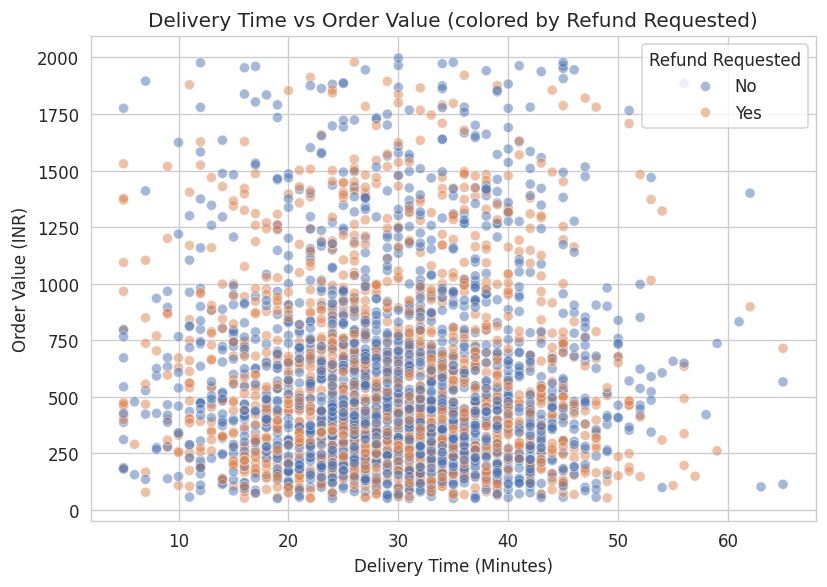 Delivery Time vs Order Value (colored by Refund Requested)
Refund Requested
No
Yes
Order Value (INR)
2000
1750
1500
1250
1000
750
500
250
0
10 20 30 40 50 60
Delivery Time (Minutes)